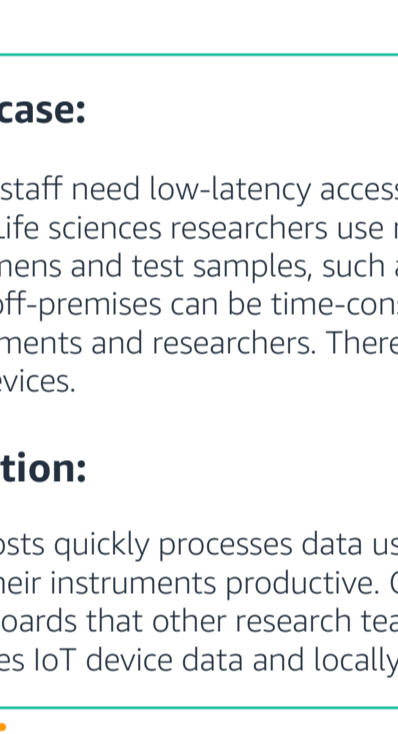 case:
staff need low-latency access
Life sciences researchers use
mens and test samples, such
off-premises can be time-con
ments and researchers. There
evices.
tion:
osts quickly processes data us
heir instruments productive.
oards that other research tea
es IoT device data and locally